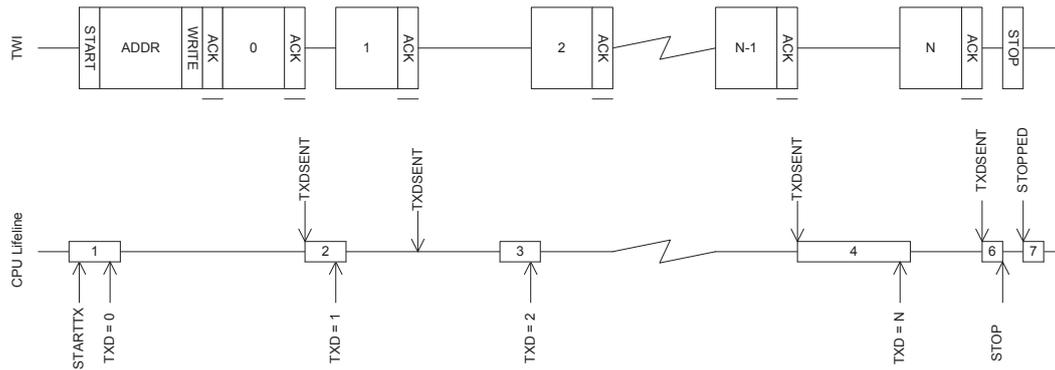 TWI
START
ADDR
WRITE
ACK
0
ACK
1
ACK
2
ACK
N-1
ACK
N
ACK
STOP
CPU Lifeline
TXDSENT
TXDSENT
TXDSENT
TXDSENT
STOPPED
1
2
3
4
6
7
STARTTX
TXD = 0
TXD = 1
TXD = 2
TXD = N
STOP